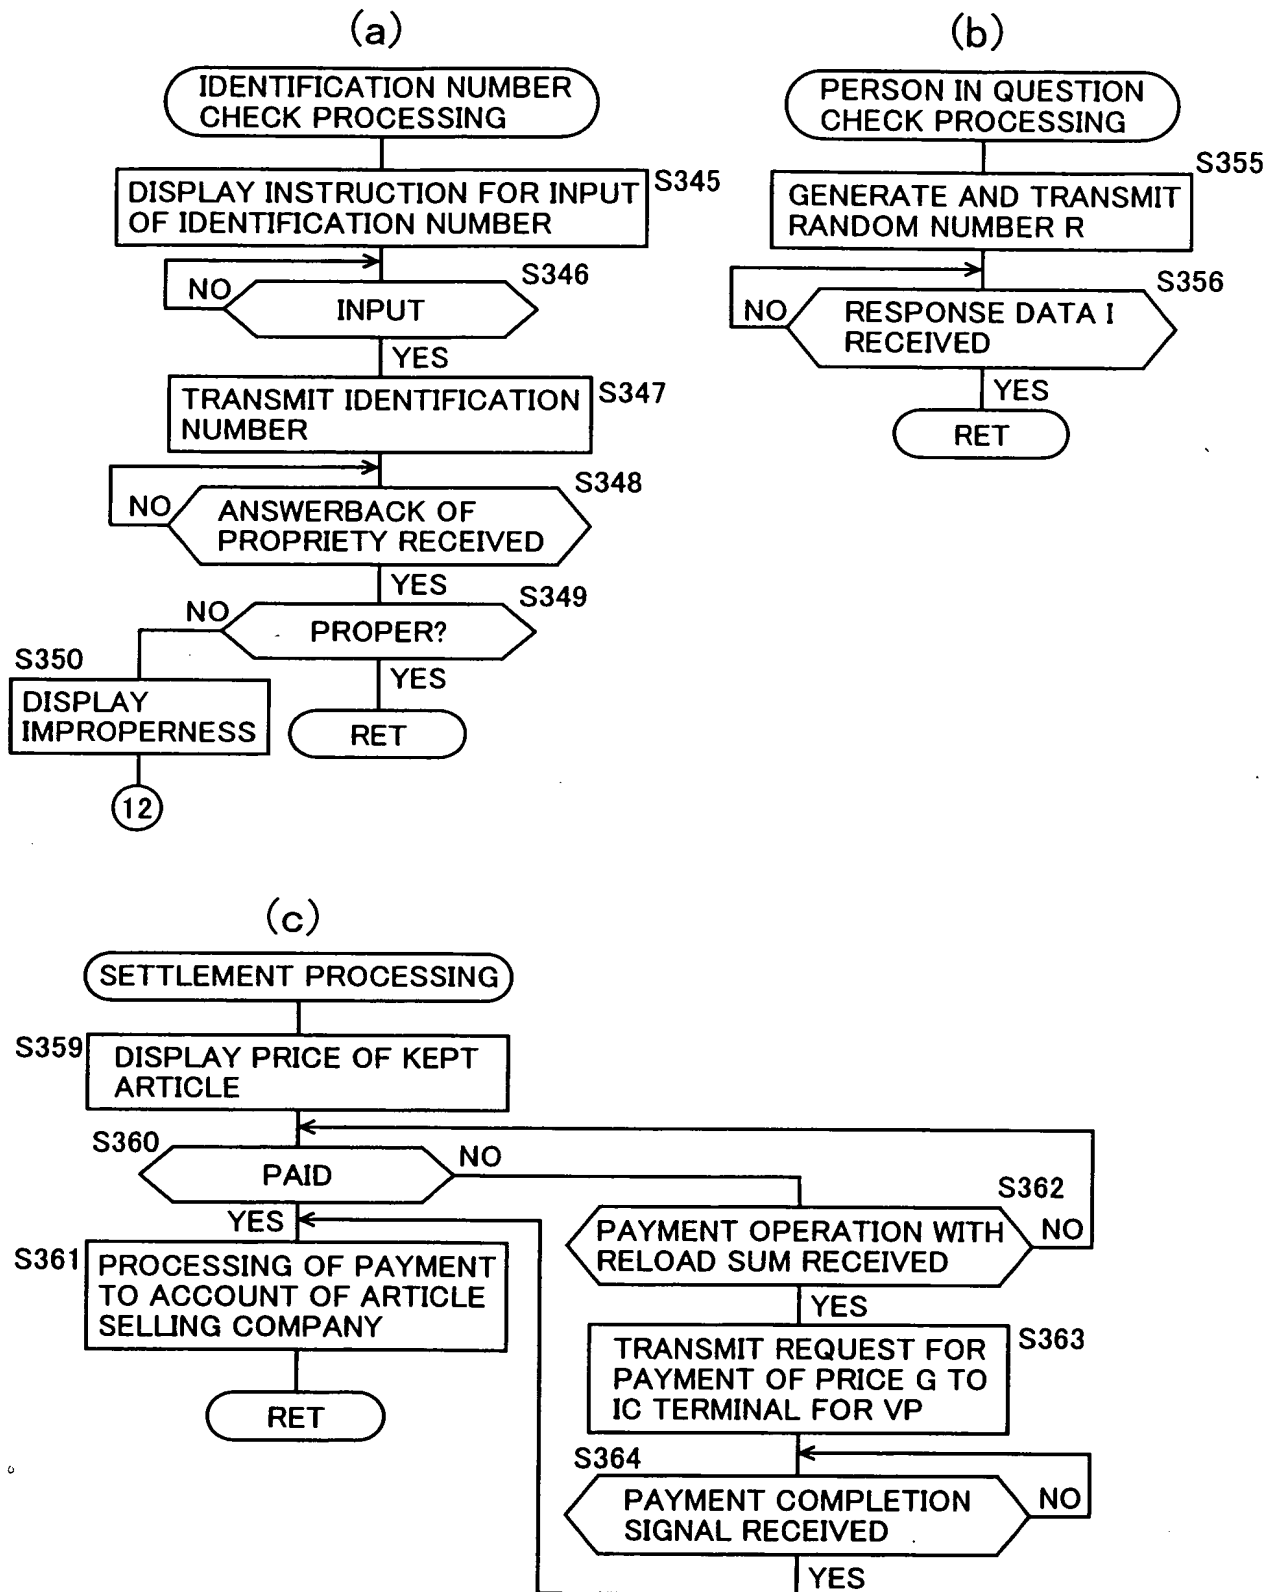 (a)
IDENTIFICATION NUMBER
CHECK PROCESSING
DISPLAY INSTRUCTION FOR INPUT
OF IDENTIFICATION NUMBER
S345
S346
NO
INPUT
YES
TRANSMIT IDENTIFICATION
NUMBER
S347
S348
NO
ANSWERBACK OF
PROPRIETY RECEIVED
YES
S349
NO
PROPER?
YES
S350
DISPLAY
IMPROPERNESS
RET
12
(b)
PERSON IN QUESTION
CHECK PROCESSING
S355
GENERATE AND TRANSMIT
RANDOM NUMBER R
S356
NO
RESPONSE DATA I
RECEIVED
YES
RET
(c)
SETTLEMENT PROCESSING
S359
DISPLAY PRICE OF KEPT
ARTICLE
S360
PAID
NO
YES
S361
PROCESSING OF PAYMENT
TO ACCOUNT OF ARTICLE
SELLING COMPANY
RET
S362
PAYMENT OPERATION WITH
RELOAD SUM RECEIVED
NO
YES
S363
TRANSMIT REQUEST FOR
PAYMENT OF PRICE G TO
IC TERMINAL FOR VP
S364
PAYMENT COMPLETION
SIGNAL RECEIVED
NO
YES